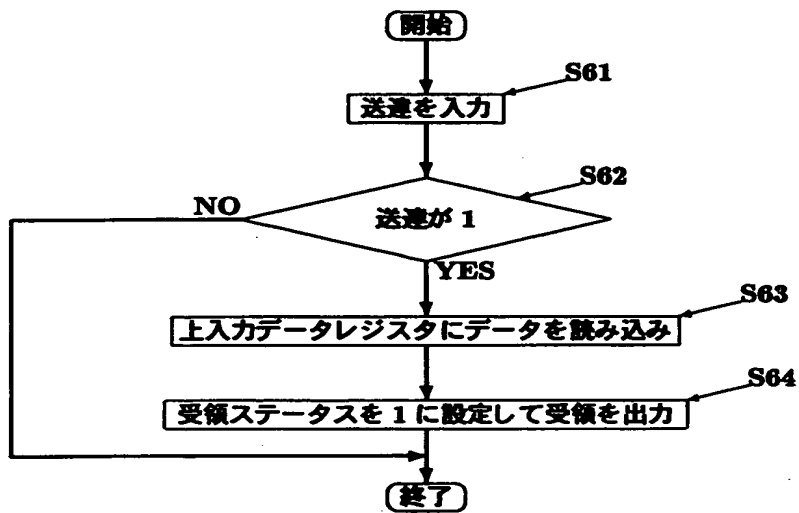 開始
S61
送達を入力
S62
NO
送達が 1
YES
S63
上入力データレジスタにデータを読み込み
S64
受領ステータスを 1 に設定して受領を出力
終了